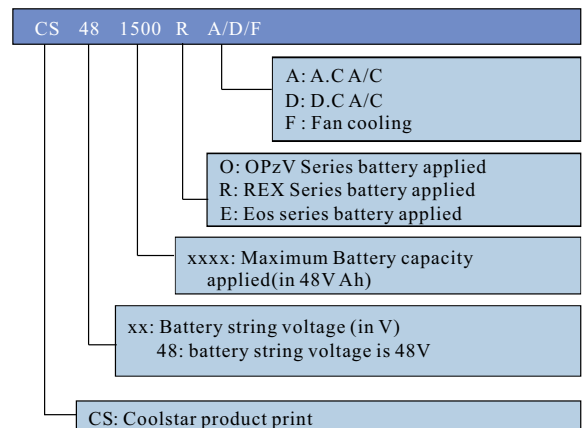 CS 48 1500 R A/D/F
A: A.C A/C
D: D.C A/C
F : Fan cooling
O: OPzV Series battery applied
R: REX Series battery applied
E: Eos series battery applied
xxxx: Maximum Battery capacity
applied(in 48V Ah)
xx: Battery string voltage (in V)
48: battery string voltage is 48V
CS: Coolstar product print